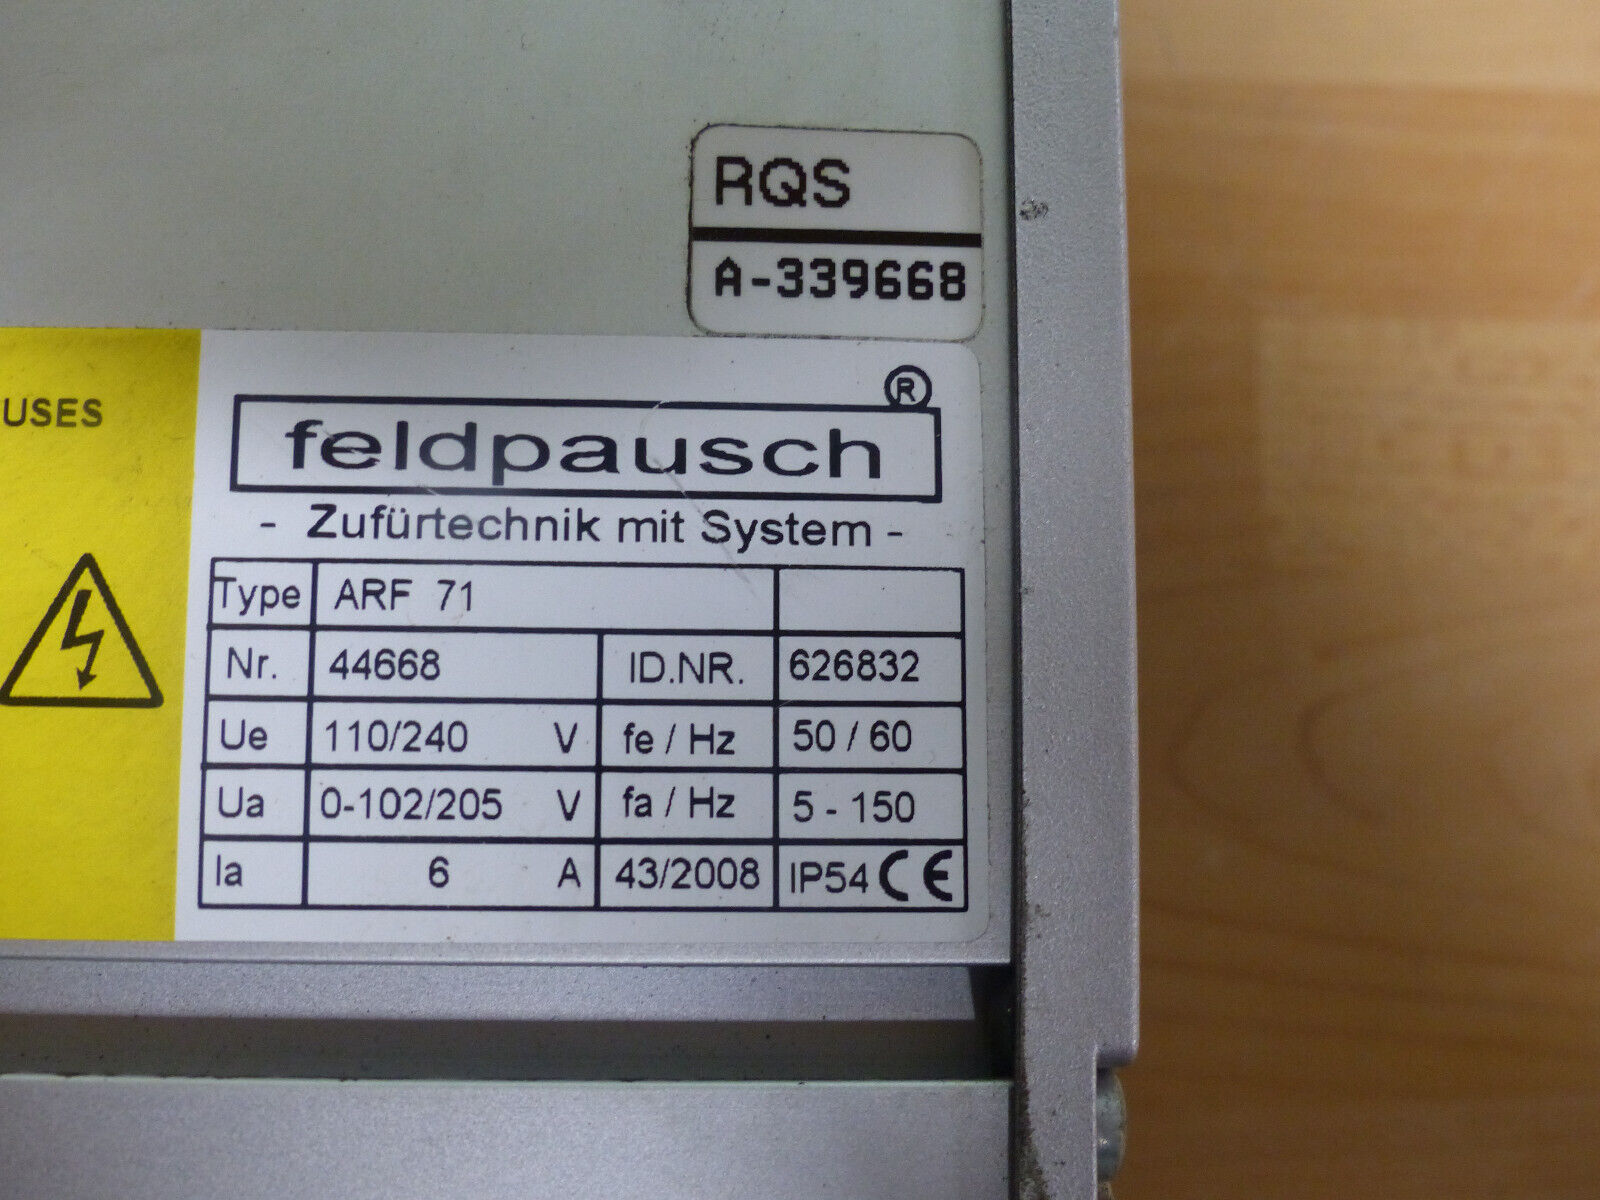 RQS
A-339668
USES
®
feldpausch
- Zufürtechnik mit System -
Type ARF 71
Nr. 44668 ID.NR. 626832
Ue 110/240 V fe / Hz 50 / 60
Ua 0-102/205 V fa / Hz 5 - 150
Ia 6 A 43/2008 IP54 CE